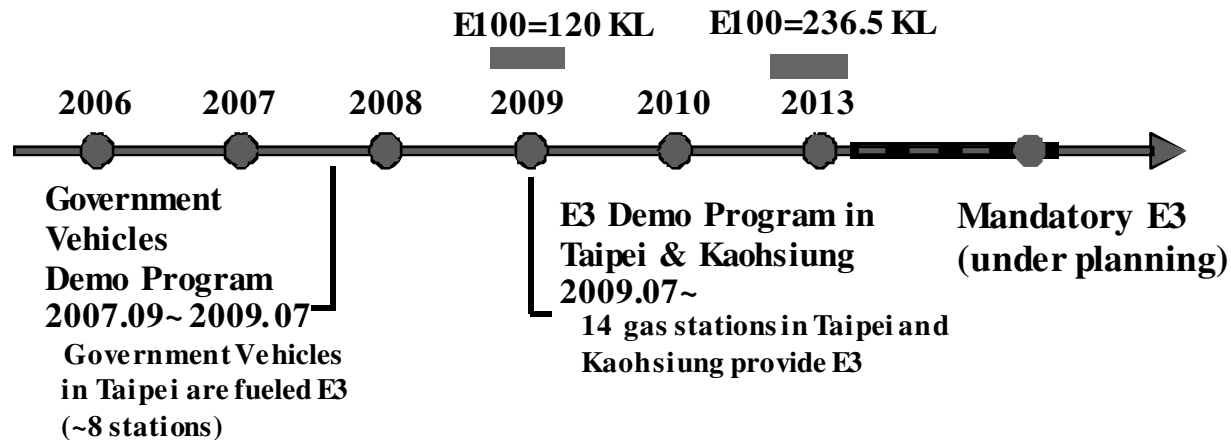 E100=120 KL
E100=236.5 KL
2006
2007
2008
2009
2010
2013
Government
Vehicles
Demo Program
2007.09~2009.07
Government Vehicles
in Taipei are fueled E3
(~8 stations)
E3 Demo Program in
Taipei & Kaohsiung
2009.07~
14 gas stations in Taipei and
Kaohsiung provide E3
Mandatory E3
(under planning)